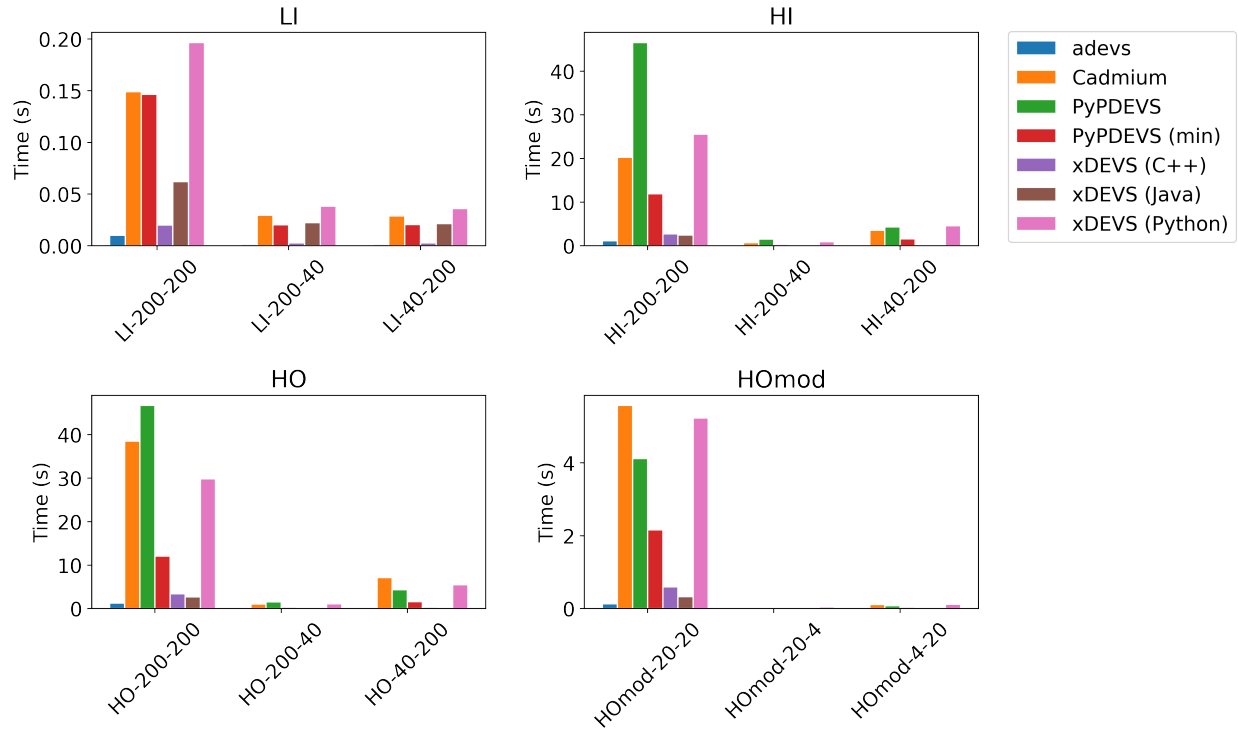 LI
0.20
0.15
0.10
0.05
0.00
Time (s)
LI-200-200
LI-200-40
LI-40-200
HI
40
30
20
10
0
Time (s)
HI-200-200
HI-200-40
HI-40-200
adevs
Cadmium
PyPDEVS
PyPDEVS (min)
xDEVS (C++)
xDEVS (Java)
xDEVS (Python)
HO
40
30
20
10
0
Time (s)
HO-200-200
HO-200-40
HO-40-200
HOmod
4
2
0
Time (s)
HOmod-20-20
HOmod-20-4
HOmod-4-20